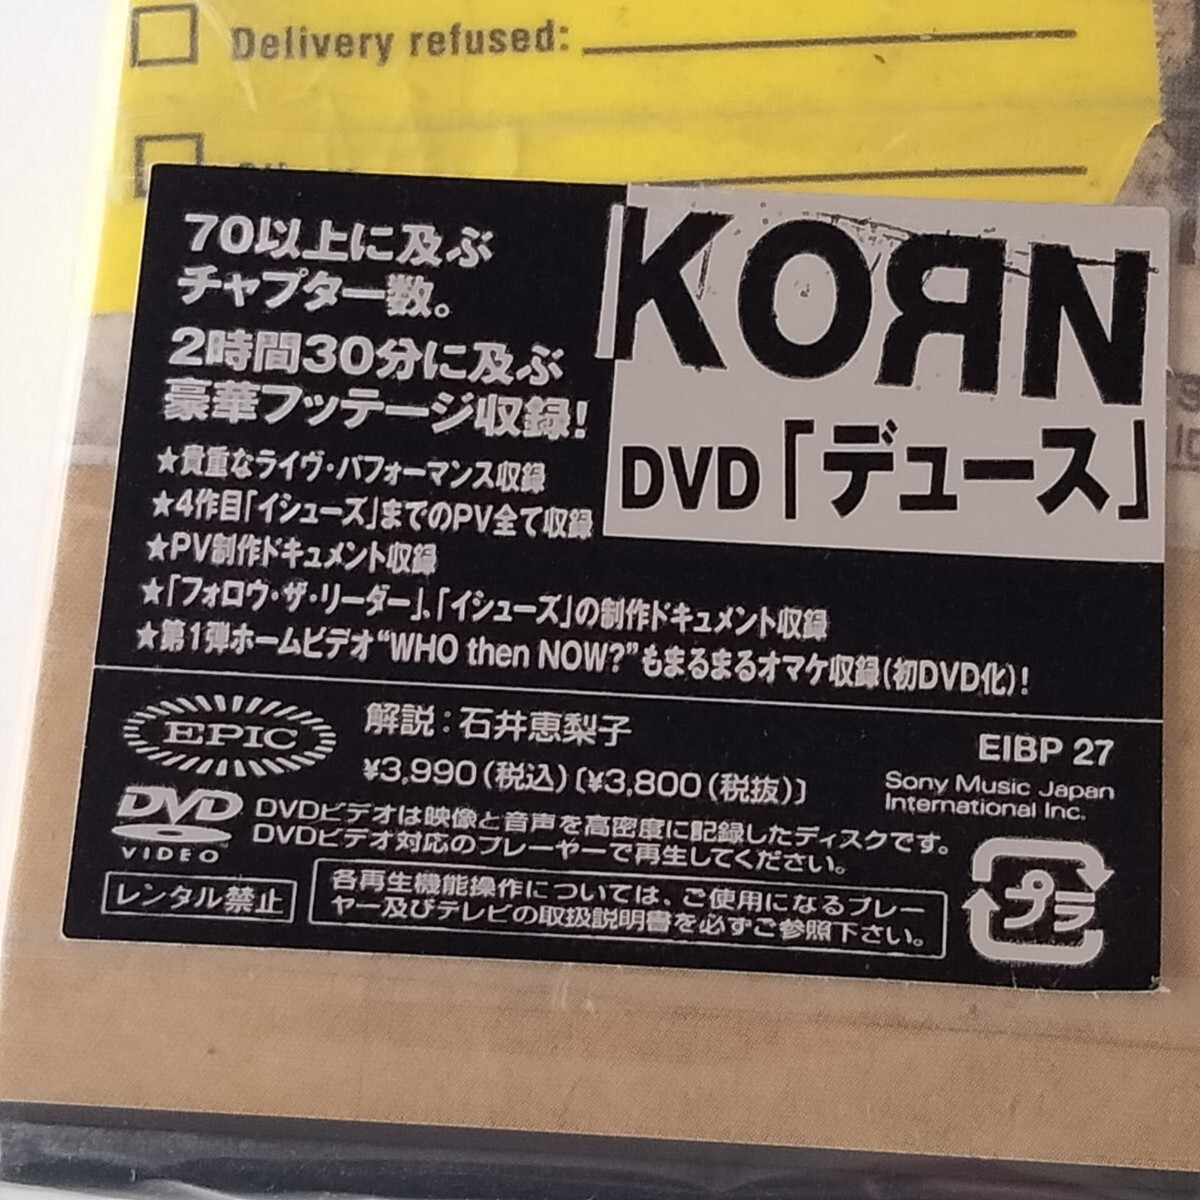 Delivery refused:
70以上に及ぶ
チャプター数。
2時間30分に及ぶ
豪華フッテージ収録!
KOЯN
DVD「デュース」
★貴重なライヴ・パフォーマンス収録
★4作目「イシューズ」までのPV全て収録
★PV制作ドキュメント収録
★「フォロウ・ザ・リーダー」、「イシューズ」の制作ドキュメント収録
★第1弾ホームビデオ“WHO then NOW?”もまるまるオマケ収録(初DVD化)!
EPIC
解説:石井恵梨子
¥3,990(税込)〔¥3,800(税抜)〕
EIBP 27
Sony Music Japan
International Inc.
DVD
VIDEO
DVDビデオは映像と音声を高密度に記録したディスクです。
DVDビデオ対応のプレーヤーで再生してください。
レンタル禁止
各再生機能操作については、ご使用になるプレー
ヤー及びテレビの取扱説明書を必ずご参照下さい。
プラ